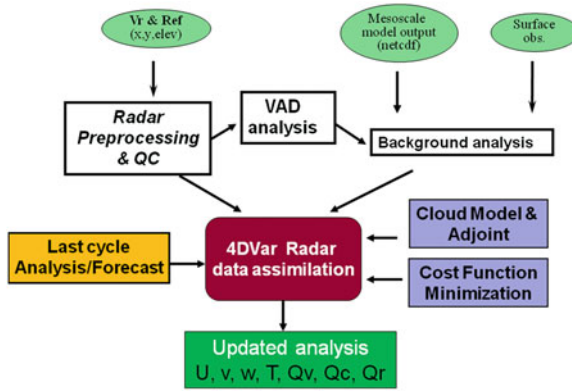 Vr & Ref
(x,y,elev)
Mesoscale
model output
(netcdf)
Surface
obs.
Radar
Preprocessing
& QC
VAD
analysis
Background analysis
Last cycle
Analysis/Forecast
4DVar Radar
data assimilation
Cloud Model &
Adjoint
Cost Function
Minimization
Updated analysis
U, v, w, T, Qv, Qc, Qr